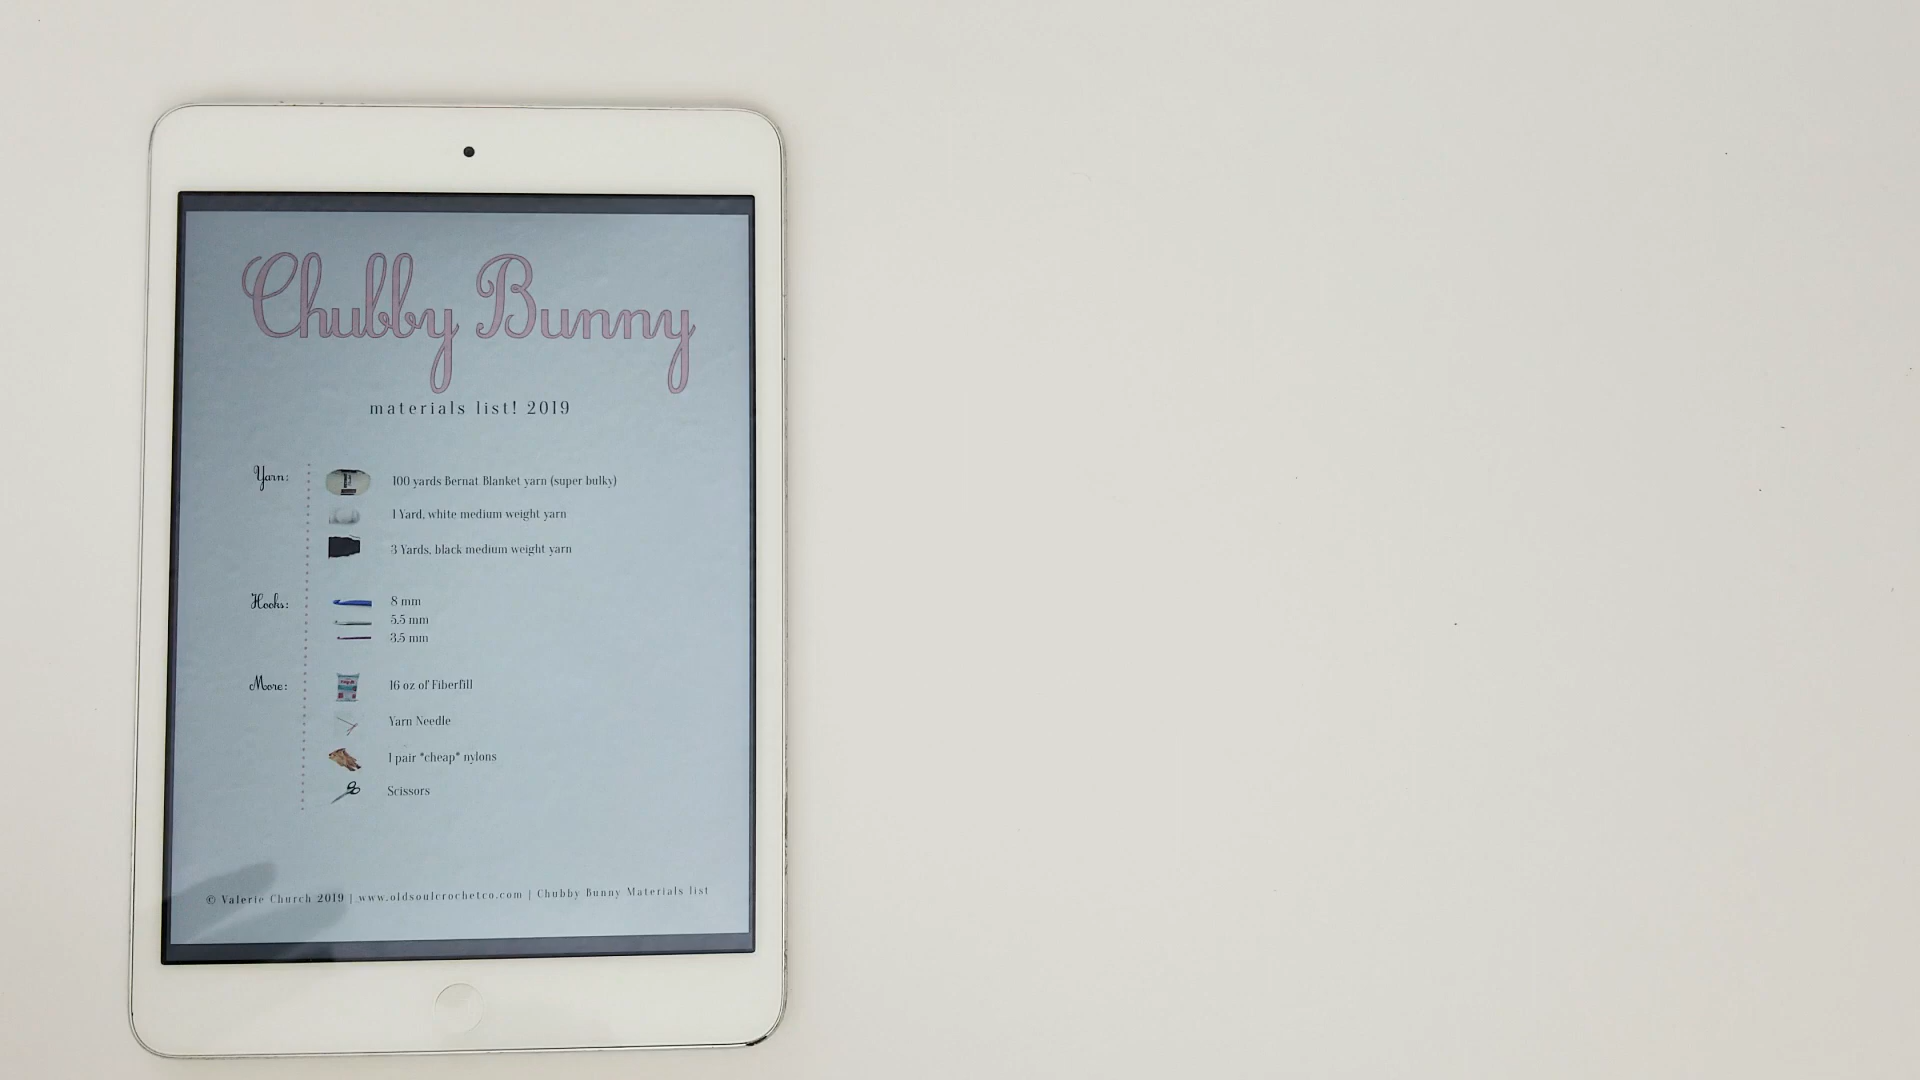 Chubby Bunny
materials list! 2019
Yarn:
100 yards Bernat Blanket yarn (super bulky)
1 Yard, white medium weight yarn
3 Yards, black medium weight yarn
Hooks:
8 mm
5.5 mm
3.5 mm
More:
16 oz of Fiberfill
Yarn Needle
1 pair *cheap* nylons
Scissors
© Valerie Church 2019 | www.oldsoulcrochetco.com | Chubby Bunny Materials list